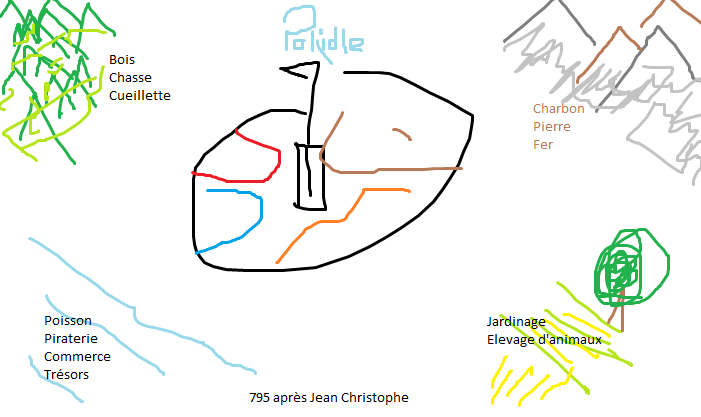 Polidle
Bois
Chasse
Cueillette
Charbon
Pierre
Fer
Poisson
Piraterie
Commerce
Trésors
Jardinage
Elevage d'animaux
795 après Jean Christophe